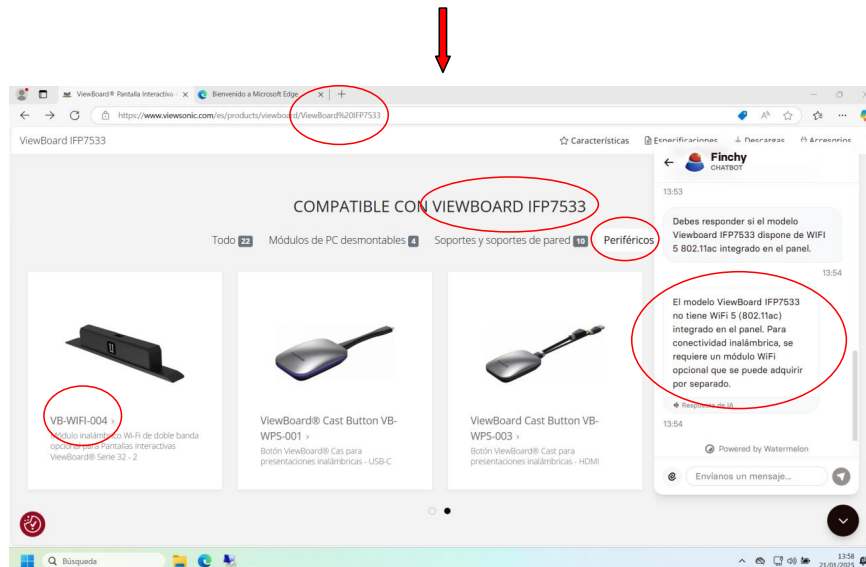 ViewBoard® Pantalla Interactiva
Bienvenido a Microsoft Edge
https://www.viewsonic.com/es/products/viewboard/ViewBoard%20IFP7533
ViewBoard IFP7533
Características
Especificaciones
Descargas
Accesorios
COMPATIBLE CON VIEWBOARD IFP7533
Todo 22 Módulos de PC desmontables 4 Soportes y soportes de pared 10 Periféricos
VB-WIFI-004 ›
Módulo inalámbrico Wi-Fi de doble banda
opcional para Pantallas Interactivas
ViewBoard® Serie 32 - 2
ViewBoard® Cast Button VB-
WPS-001 ›
Botón ViewBoard® Cas para
presentaciones inalámbricas - USB-C
ViewBoard Cast Button VB-
WPS-003 ›
Botón ViewBoard® Cast para
presentaciones inalámbricas - HDMI
Finchy
CHATBOT
13:53
Debes responder si el modelo
Viewboard IFP7533 dispone de WIFI
5 802.11ac integrado en el panel.
13:54
El modelo ViewBoard IFP7533
no tiene WiFi 5 (802.11ac)
integrado en el panel. Para
conectividad inalámbrica, se
requiere un módulo WiFi
opcional que se puede adquirir
por separado.
Respuesta de IA
13:54
Powered by Watermelon
Envíanos un mensaje...
Búsqueda
13:58
21/01/2025